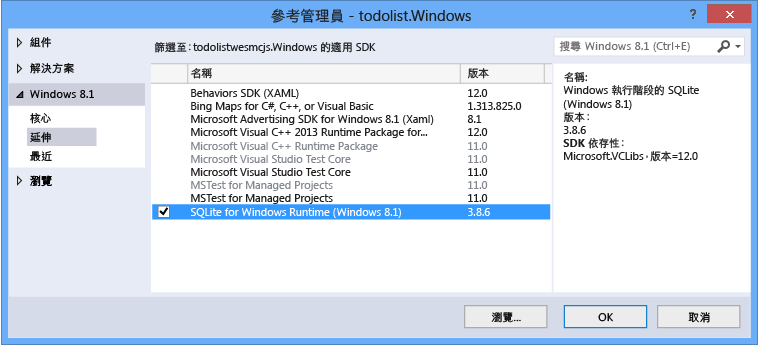 參考管理員 - todolist.Windows
? ×
組件
解決方案
Windows 8.1
核心
延伸
最近
瀏覽
篩選至：todolistwesmcjs.Windows 的適用 SDK
搜尋 Windows 8.1 (Ctrl+E)
名稱 版本
Behaviors SDK (XAML) 12.0
Bing Maps for C#, C++, or Visual Basic 1.313.825.0
Microsoft Advertising SDK for Windows 8.1 (Xaml) 8.1
Microsoft Visual C++ 2013 Runtime Package for... 12.0
Microsoft Visual C++ Runtime Package 11.0
Microsoft Visual Studio Test Core 11.0
Microsoft Visual Studio Test Core 11.0
MSTest for Managed Projects 11.0
MSTest for Managed Projects 11.0
SQLite for Windows Runtime (Windows 8.1) 3.8.6
名稱:
Windows 執行階段的 SQLite
(Windows 8.1)
版本：
3.8.6
SDK 依存性:
Microsoft.VCLibs，版本=12.0
瀏覽... OK 取消